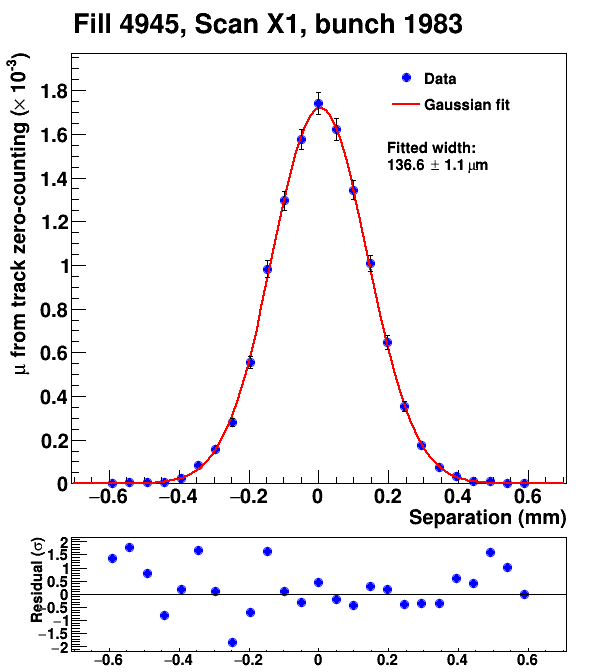 Fill 4945, Scan X1, bunch 1983
μ from track zero-counting (× 10⁻³)
1.8
1.6
1.4
1.2
1
0.8
0.6
0.4
0.2
0
Data
Gaussian fit
Fitted width:
136.6 ± 1.1 μm
−0.6 −0.4 −0.2 0 0.2 0.4 0.6
Separation (mm)
Residual (σ)
2
1.5
1
0.5
0
−0.5
−1
−1.5
−2
−0.6 −0.4 −0.2 0 0.2 0.4 0.6